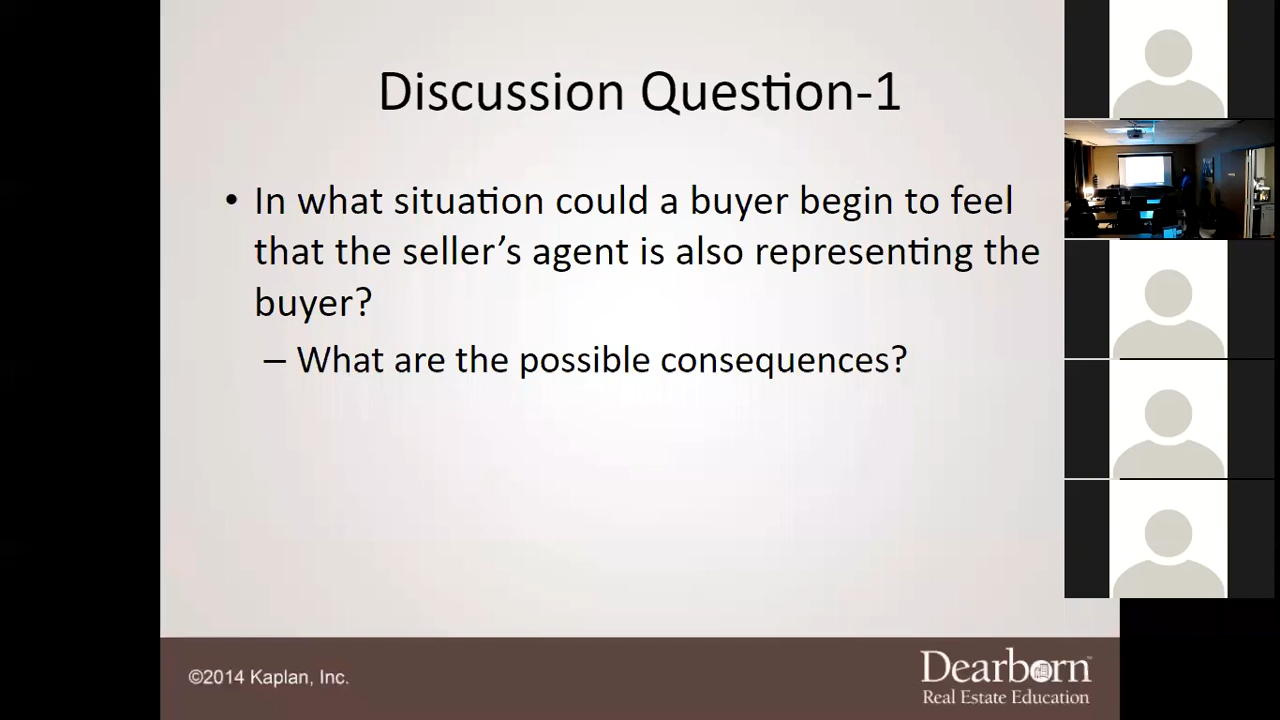 Discussion Question-1
• In what situation could a buyer begin to feel
that the seller’s agent is also representing the
buyer?
– What are the possible consequences?
©2014 Kaplan, Inc.
Dearborn™
Real Estate Education